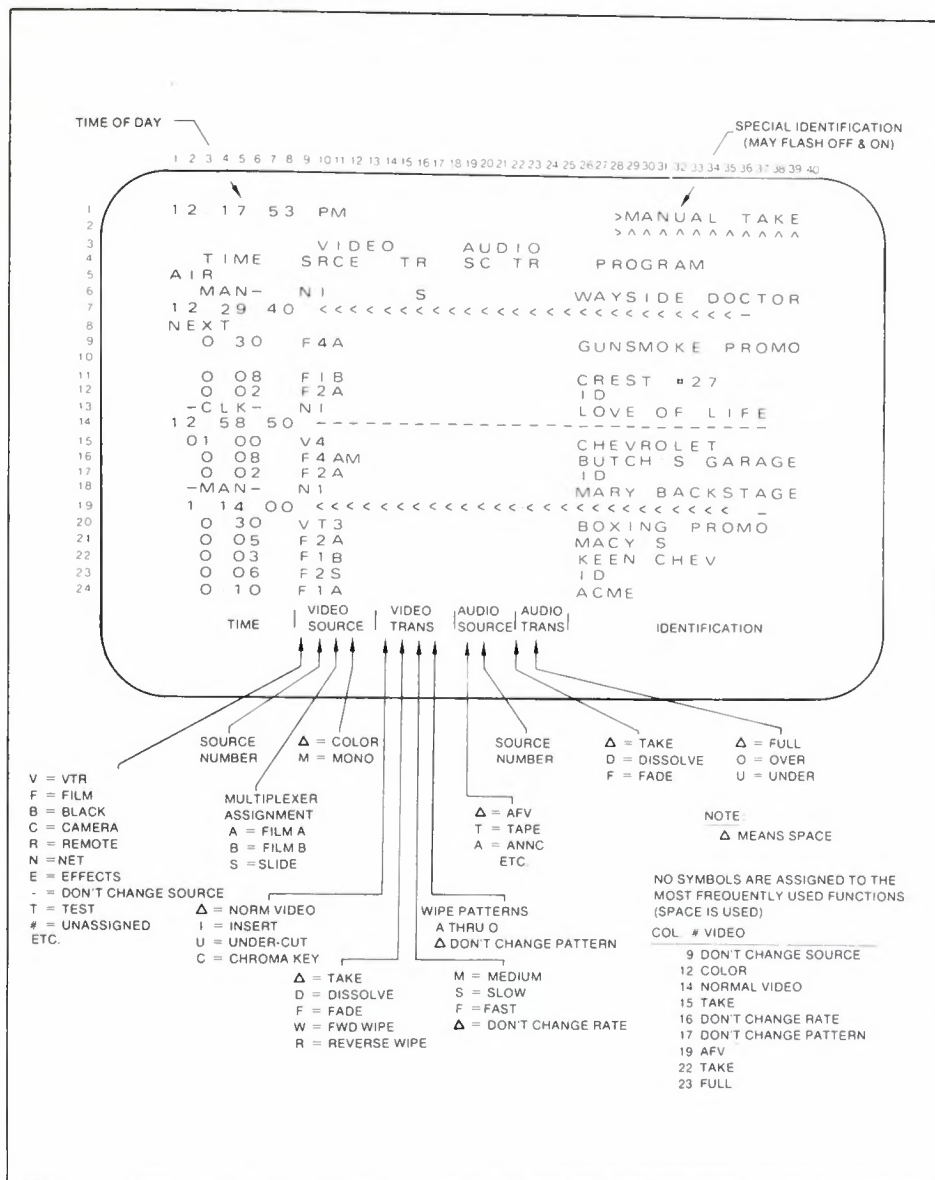 TIME OF DAY
SPECIAL IDENTIFICATION
(MAY FLASH OFF & ON)
1 2 3 4 5 6 7 8 9 10 11 12 13 14 15 16 17 18 19 20 21 22 23 24 25 26 27 28 29 30 31 32 33 34 35 36 37 38 39 40
1 12 17 53 PM >MANUAL TAKE
2 >^^^^^^^^^^^
3 VIDEO AUDIO
4 TIME SRCE TR SC TR PROGRAM
5 AIR
6 MAN- NI S WAYSIDE DOCTOR
7 12 29 40 <<<<<<<<<<<<<<<<<<<<<<<<<<<-
8 NEXT
9 0 30 F4A GUNSMOKE PROMO
10
11 0 08 F1B CREST ¤27
12 0 02 F2A ID
13 -CLK- NI LOVE OF LIFE
14 12 58 50 -----------------------------
15 01 00 V4 CHEVROLET
16 0 08 F4AM BUTCH S GARAGE
17 0 02 F2A ID
18 -MAN- N1 MARY BACKSTAGE
19 1 14 00 <<<<<<<<<<<<<<<<<<<<<<<<<<< -
20 0 30 VT3 BOXING PROMO
21 0 05 F2A MACY S
22 0 03 F1B KEEN CHEV
23 0 06 F2S ID
24 0 10 F1A ACME
TIME
VIDEO SOURCE
VIDEO TRANS
AUDIO SOURCE
AUDIO TRANS
IDENTIFICATION
V = VTR
F = FILM
B = BLACK
C = CAMERA
R = REMOTE
N = NET
E = EFFECTS
- = DON'T CHANGE SOURCE
T = TEST
# = UNASSIGNED
ETC.
SOURCE
NUMBER
MULTIPLEXER
ASSIGNMENT
A = FILM A
B = FILM B
S = SLIDE
Δ = COLOR
M = MONO
Δ = NORM VIDEO
I = INSERT
U = UNDER-CUT
C = CHROMA KEY
Δ = TAKE
D = DISSOLVE
F = FADE
W = FWD WIPE
R = REVERSE WIPE
M = MEDIUM
S = SLOW
F = FAST
Δ = DON'T CHANGE RATE
WIPE PATTERNS
A THRU O
Δ DON'T CHANGE PATTERN
Δ = AFV
T = TAPE
A = ANNC
ETC.
SOURCE
NUMBER
Δ = TAKE
D = DISSOLVE
F = FADE
Δ = FULL
O = OVER
U = UNDER
NOTE:
Δ MEANS SPACE
NO SYMBOLS ARE ASSIGNED TO THE
MOST FREQUENTLY USED FUNCTIONS
(SPACE IS USED)
COL. # VIDEO
9 DON'T CHANGE SOURCE
12 COLOR
14 NORMAL VIDEO
15 TAKE
16 DON'T CHANGE RATE
17 DON'T CHANGE PATTERN
19 AFV
22 TAKE
23 FULL